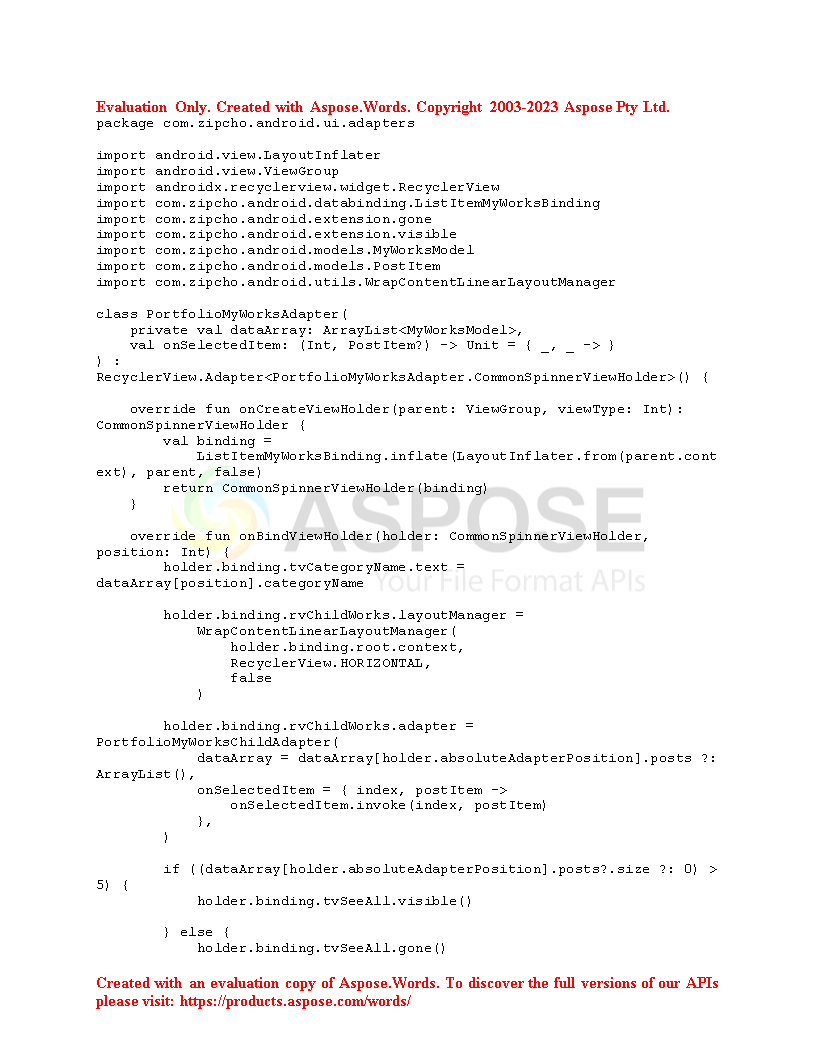 Evaluation Only. Created with Aspose.Words. Copyright 2003-2023 Aspose Pty Ltd.
package com.zipcho.android.ui.adapters

import android.view.LayoutInflater
import android.view.ViewGroup
import androidx.recyclerview.widget.RecyclerView
import com.zipcho.android.databinding.ListItemMyWorksBinding
import com.zipcho.android.extension.gone
import com.zipcho.android.extension.visible
import com.zipcho.android.models.MyWorksModel
import com.zipcho.android.models.PostItem
import com.zipcho.android.utils.WrapContentLinearLayoutManager

class PortfolioMyWorksAdapter(
    private val dataArray: ArrayList<MyWorksModel>,
    val onSelectedItem: (Int, PostItem?) -> Unit = { _, _ -> }
) :
RecyclerView.Adapter<PortfolioMyWorksAdapter.CommonSpinnerViewHolder>() {

    override fun onCreateViewHolder(parent: ViewGroup, viewType: Int):
CommonSpinnerViewHolder {
        val binding =
            ListItemMyWorksBinding.inflate(LayoutInflater.from(parent.cont
ext), parent, false)
        return CommonSpinnerViewHolder(binding)
    }
ASPOSE

    override fun onBindViewHolder(holder: CommonSpinnerViewHolder,
position: Int) {
        holder.binding.tvCategoryName.text =
dataArray[position].categoryName
Your File Format APIs

        holder.binding.rvChildWorks.layoutManager =
            WrapContentLinearLayoutManager(
                holder.binding.root.context,
                RecyclerView.HORIZONTAL,
                false
            )

        holder.binding.rvChildWorks.adapter =
PortfolioMyWorksChildAdapter(
            dataArray = dataArray[holder.absoluteAdapterPosition].posts ?:
ArrayList(),
            onSelectedItem = { index, postItem ->
                onSelectedItem.invoke(index, postItem)
            },
        )

        if ((dataArray[holder.absoluteAdapterPosition].posts?.size ?: 0) >
5) {
            holder.binding.tvSeeAll.visible()

        } else {
            holder.binding.tvSeeAll.gone()

Created with an evaluation copy of Aspose.Words. To discover the full versions of our APIs
please visit: https://products.aspose.com/words/